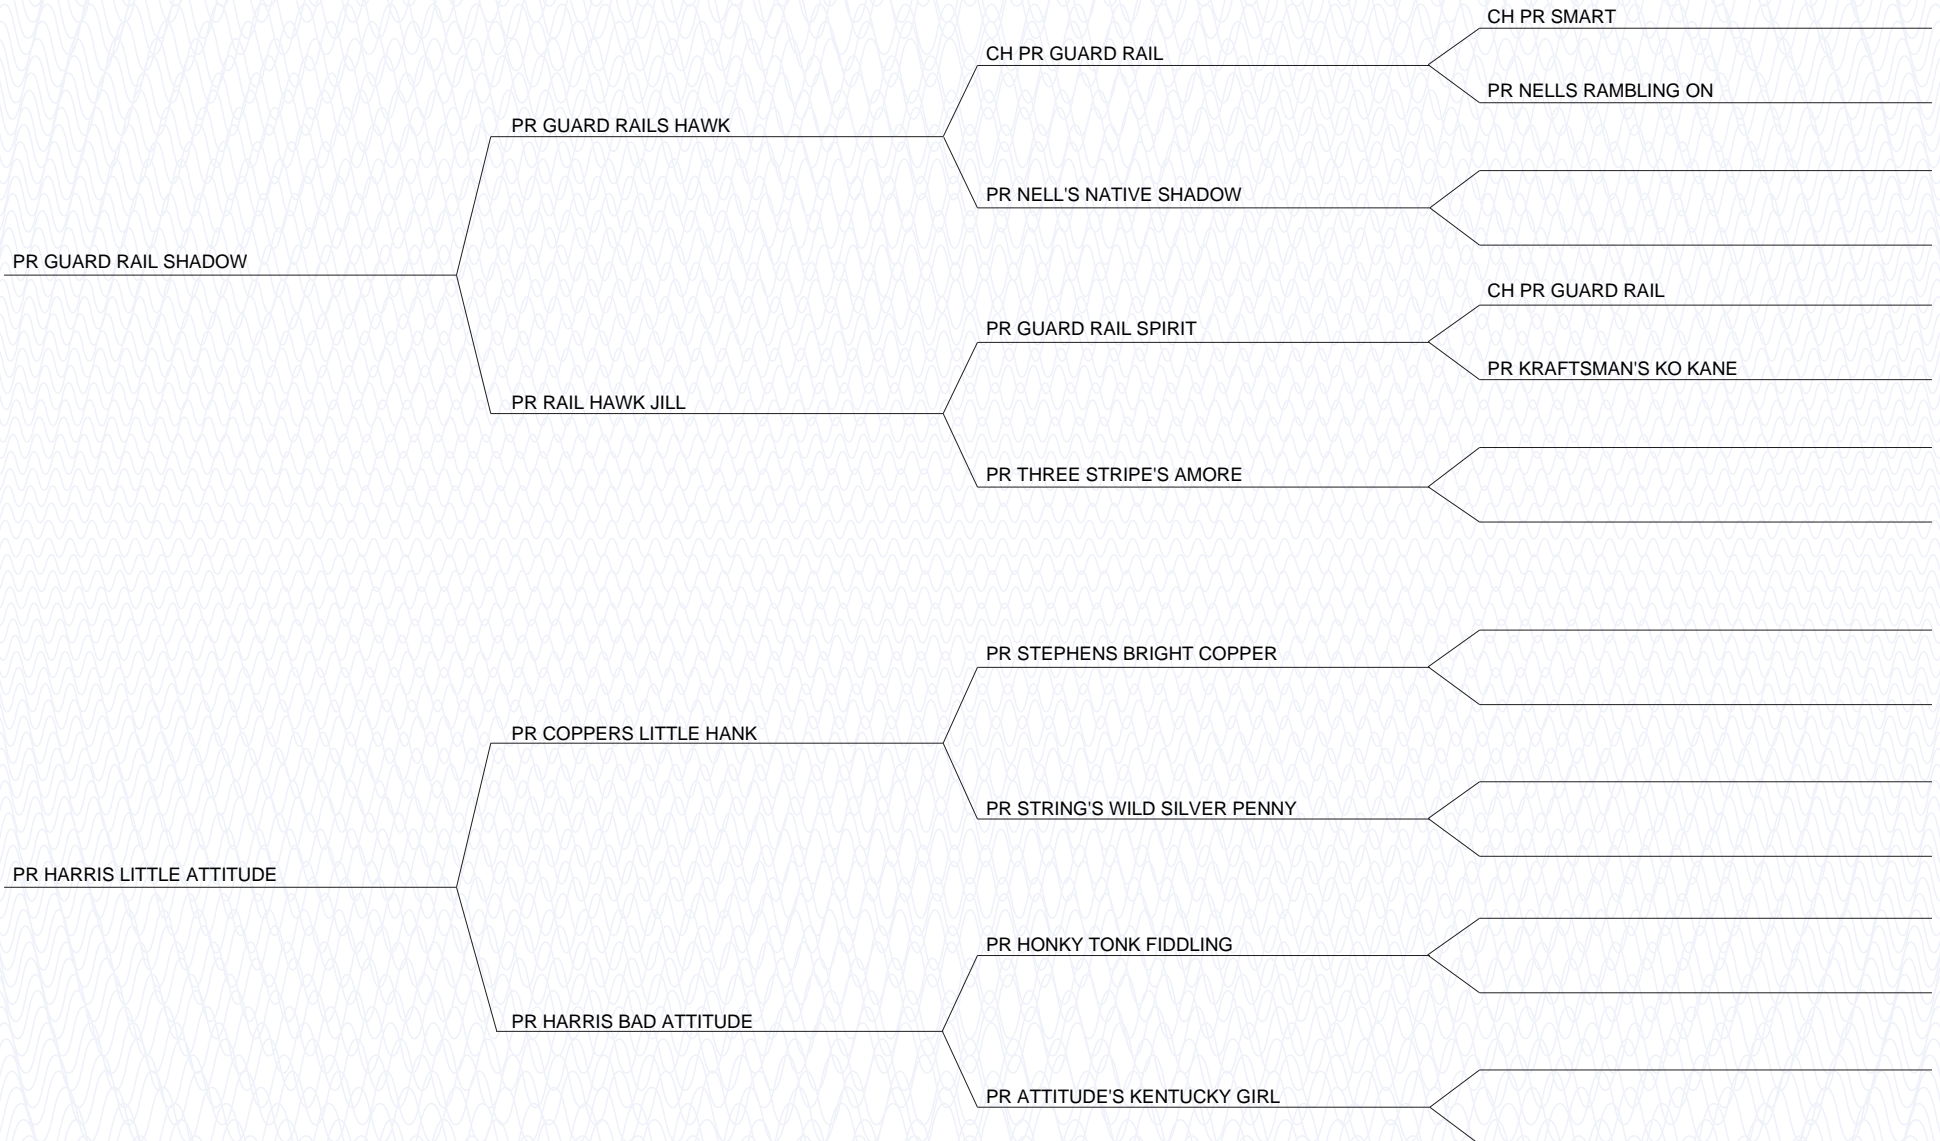 CH PR SMART
CH PR GUARD RAIL
PR NELLS RAMBLING ON
PR GUARD RAILS HAWK
PR NELL'S NATIVE SHADOW
PR GUARD RAIL SHADOW
CH PR GUARD RAIL
PR GUARD RAIL SPIRIT
PR KRAFTSMAN'S KO KANE
PR RAIL HAWK JILL
PR THREE STRIPE'S AMORE
PR STEPHENS BRIGHT COPPER
PR COPPERS LITTLE HANK
PR STRING'S WILD SILVER PENNY
PR HARRIS LITTLE ATTITUDE
PR HONKY TONK FIDDLING
PR HARRIS BAD ATTITUDE
PR ATTITUDE'S KENTUCKY GIRL